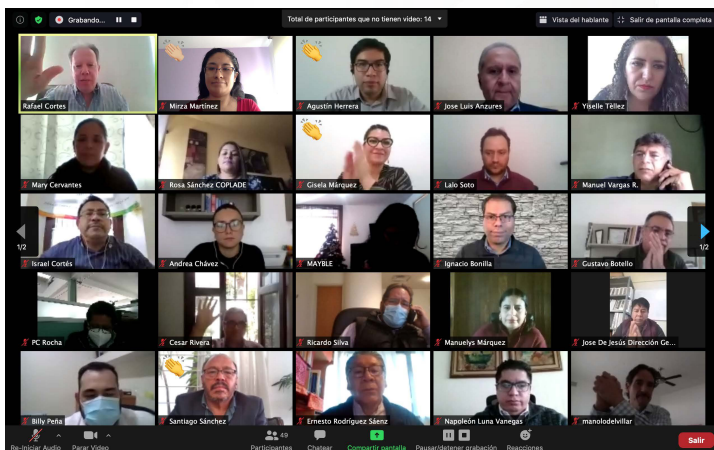 Grabando...
Total de participantes que no tienen video: 14
Vista del hablante
Salir de pantalla completa
Rafael Cortes
Mirza Martínez
Agustín Herrera
Jose Luis Anzures
Yiselle Téllez
Mary Cervantes
Rosa Sánchez COPLADE
Gisela Márquez
Lalo Soto
Manuel Vargas R.
1/2
1/2
Israel Cortés
Andrea Chávez
MAYBLE
Ignacio Bonilla
Gustavo Botello
PC Rocha
Cesar Rivera
Ricardo Silva
Manuelys Márquez
Jose De Jesús Dirección Ge...
Billy Peña
Santiago Sánchez
Ernesto Rodríguez Sáenz
Napoleón Luna Vanegas
manolodelvillar
49
Re-Iniciar Audio
Parar Video
Participantes
Chatear
Compartir pantalla
Pausar/detener grabación
Reacciones
Salir